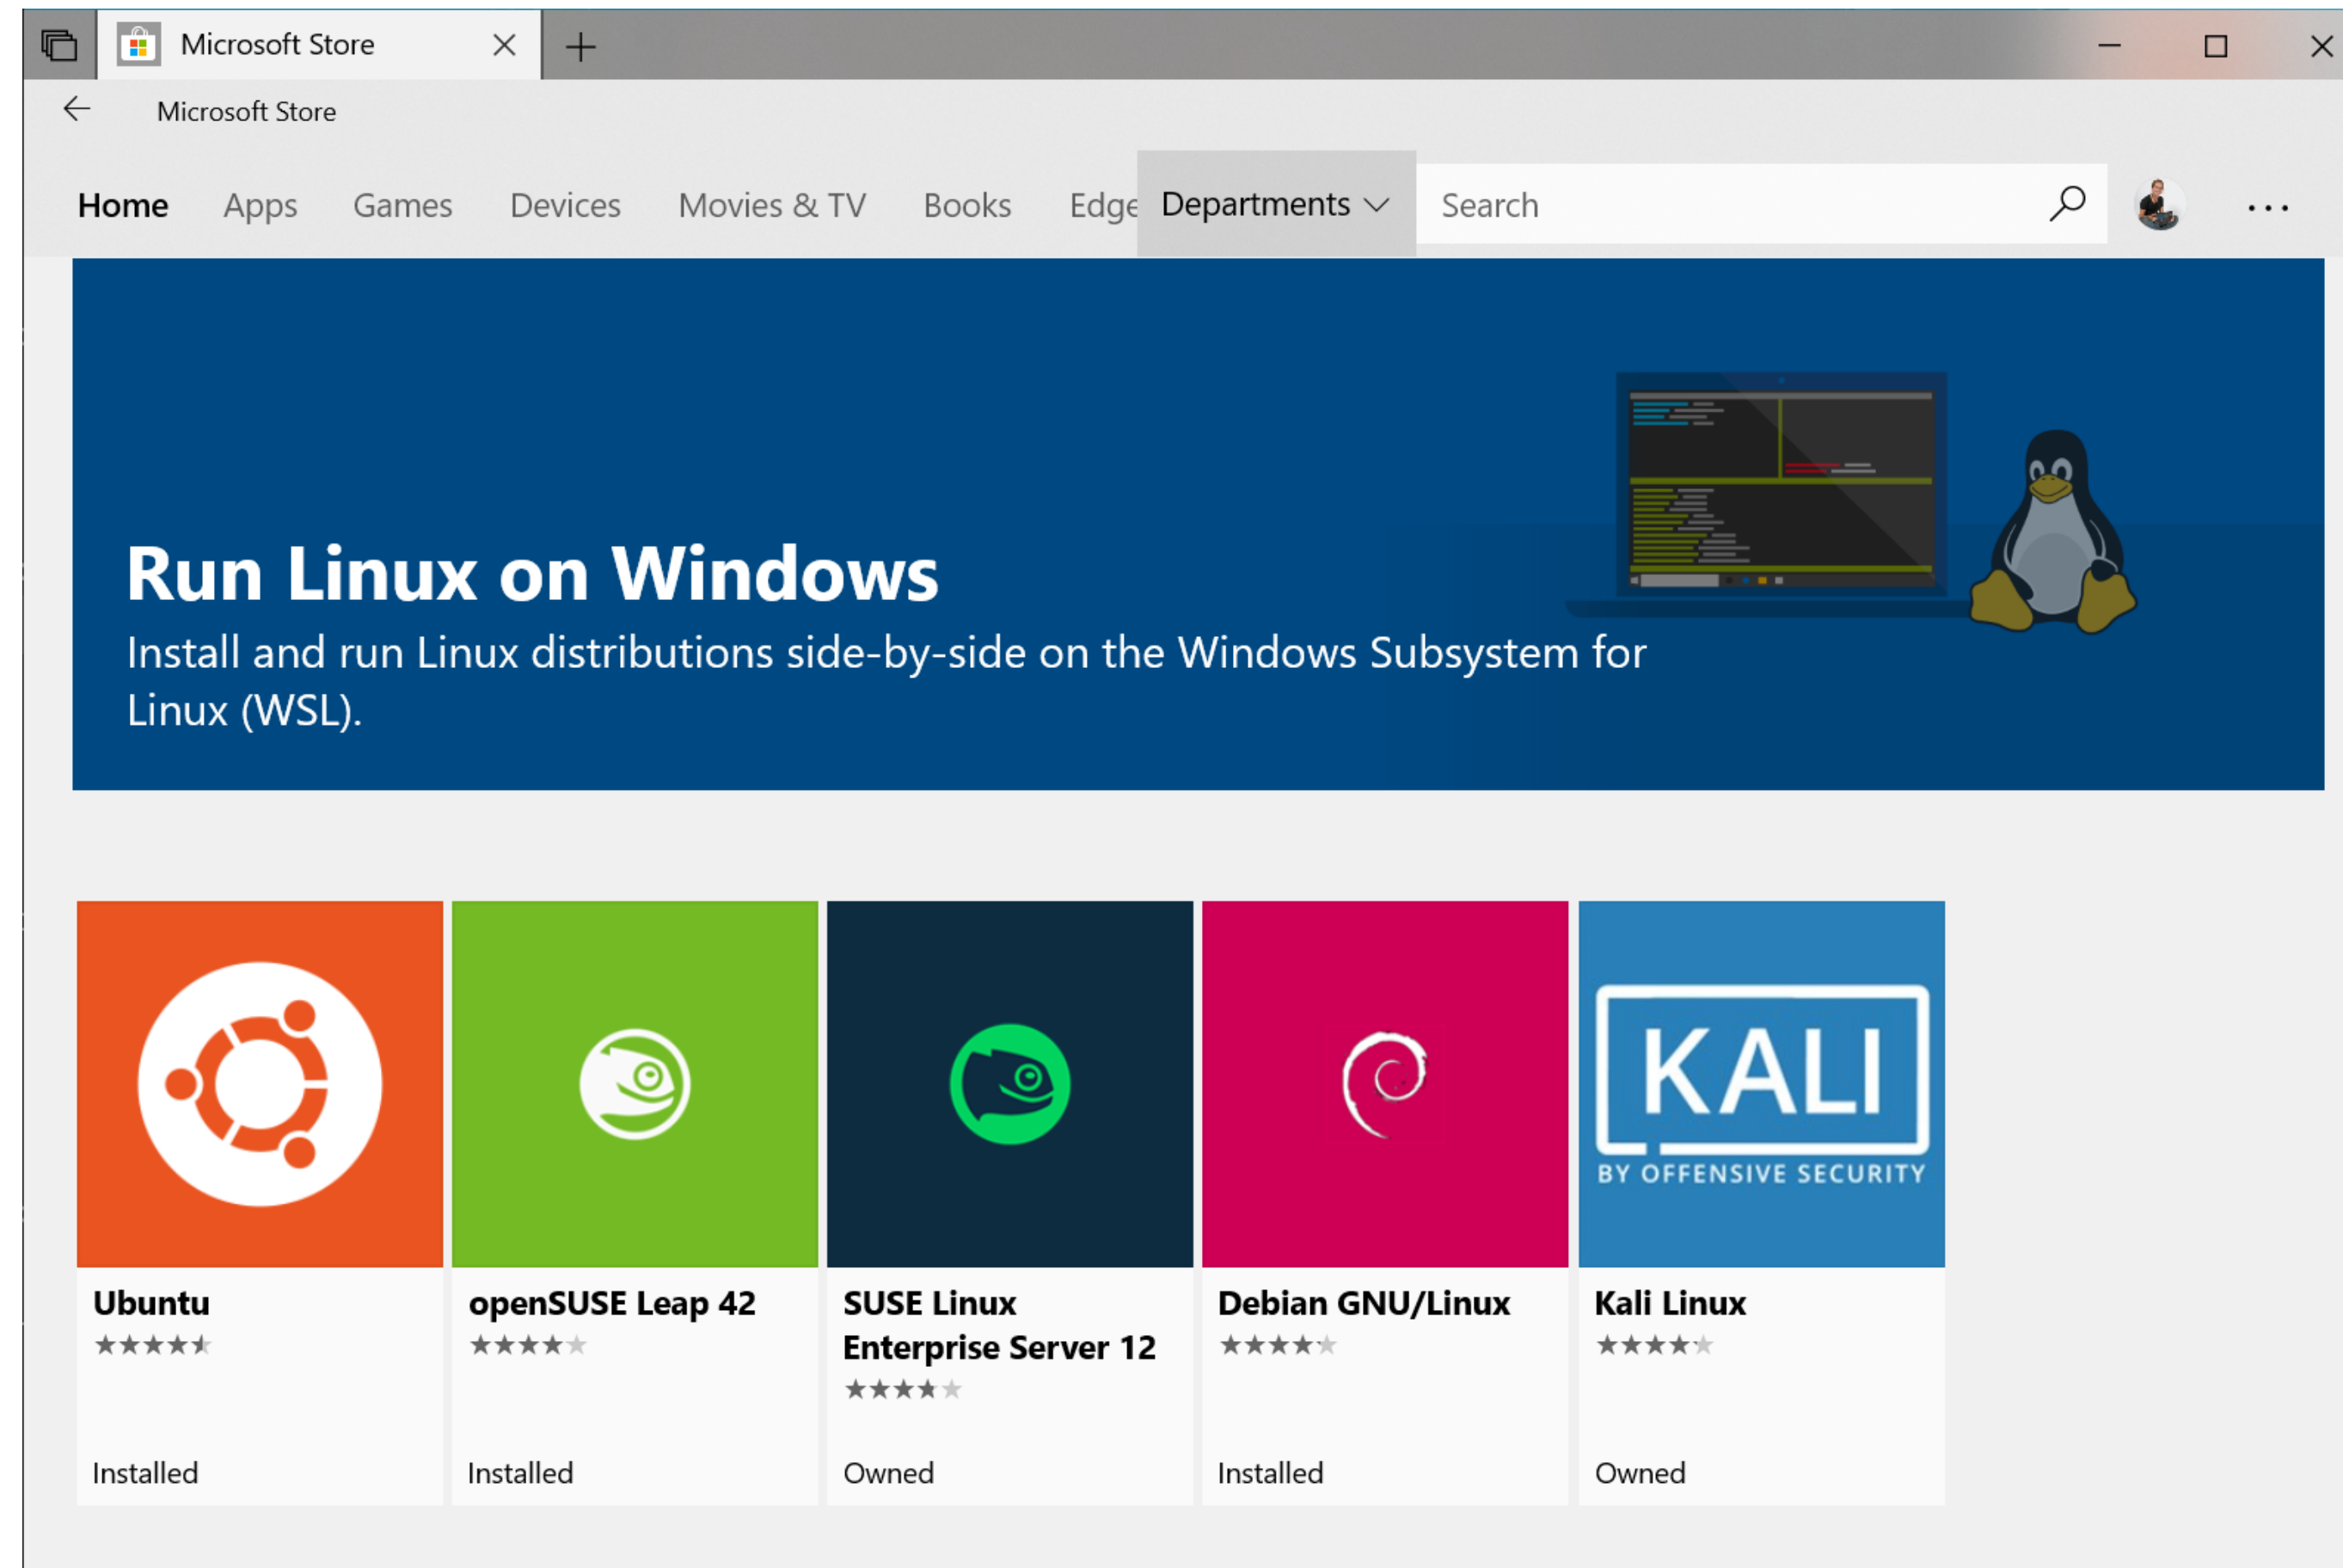 Microsoft Store
Microsoft Store
Home Apps Games Devices Movies & TV Books Edge Departments Search
Run Linux on Windows
Install and run Linux distributions side-by-side on the Windows Subsystem for
Linux (WSL).
KALI
BY OFFENSIVE SECURITY
Ubuntu
Installed
openSUSE Leap 42
Installed
SUSE Linux
Enterprise Server 12
Owned
Debian GNU/Linux
Installed
Kali Linux
Owned